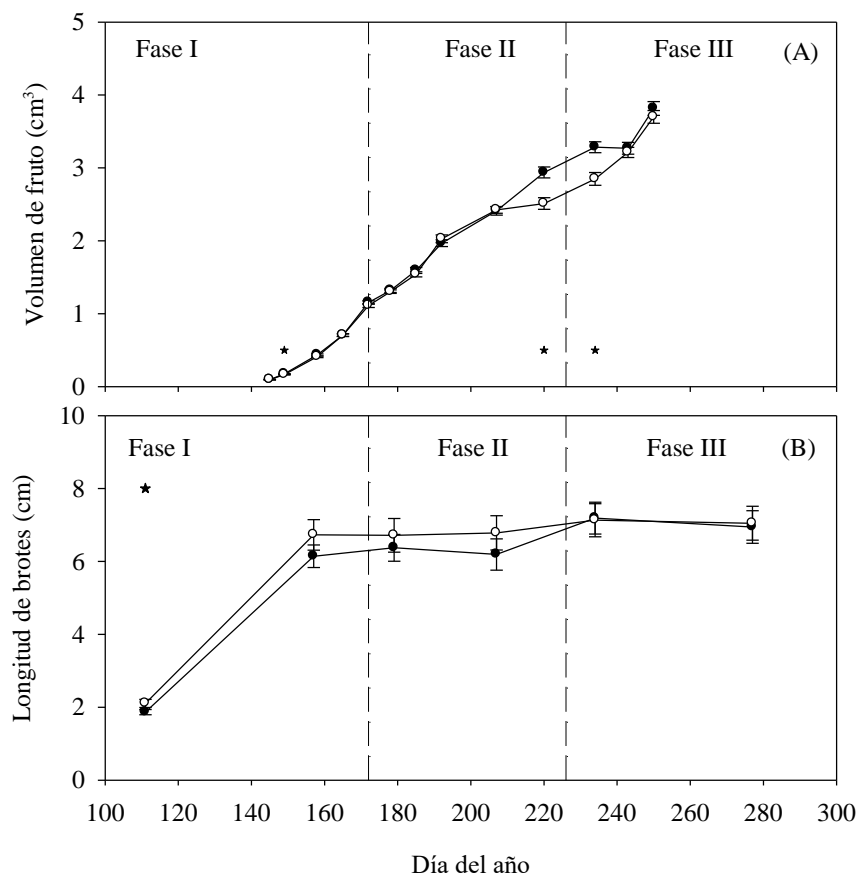 5
Fase I Fase II Fase III (A)
4
3
2
1
0
Volumen de fruto (cm³)
10
Fase I Fase II Fase III (B)
8
6
4
2
0
Longitud de brotes (cm)
100 120 140 160 180 200 220 240 260 280 300
Día del año